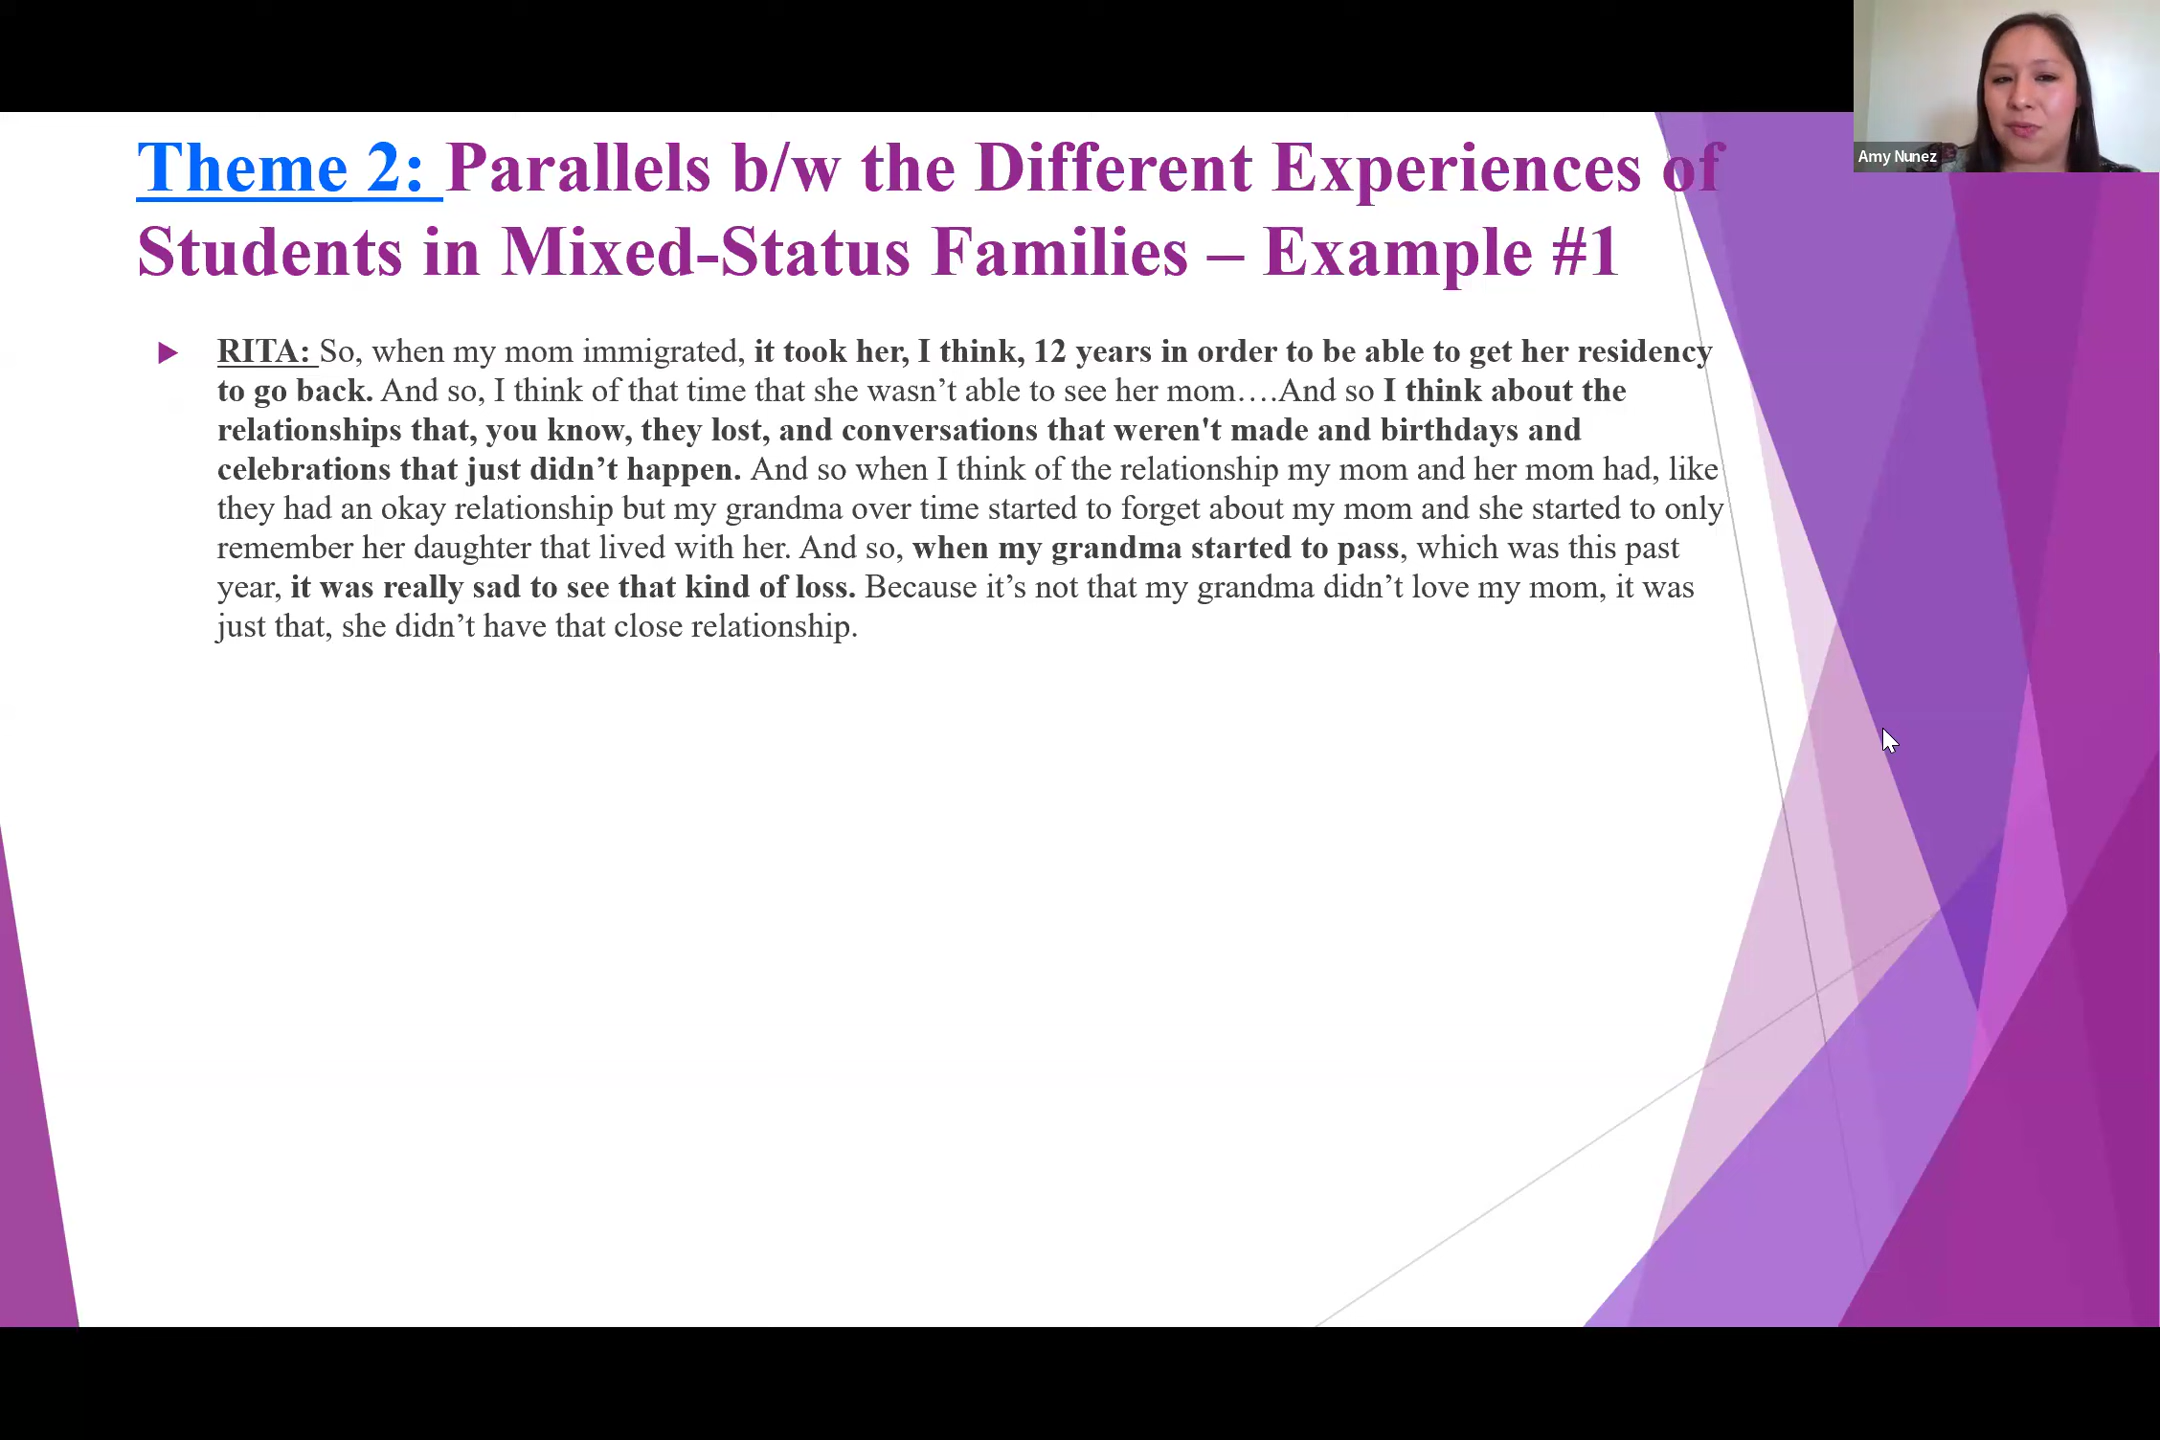 Theme 2: Parallels b/w the Different Experiences of
Students in Mixed-Status Families – Example #1
Amy Nunez
RITA: So, when my mom immigrated, it took her, I think, 12 years in order to be able to get her residency
to go back. And so, I think of that time that she wasn’t able to see her mom….And so I think about the
relationships that, you know, they lost, and conversations that weren't made and birthdays and
celebrations that just didn’t happen. And so when I think of the relationship my mom and her mom had, like
they had an okay relationship but my grandma over time started to forget about my mom and she started to only
remember her daughter that lived with her. And so, when my grandma started to pass, which was this past
year, it was really sad to see that kind of loss. Because it’s not that my grandma didn’t love my mom, it was
just that, she didn’t have that close relationship.